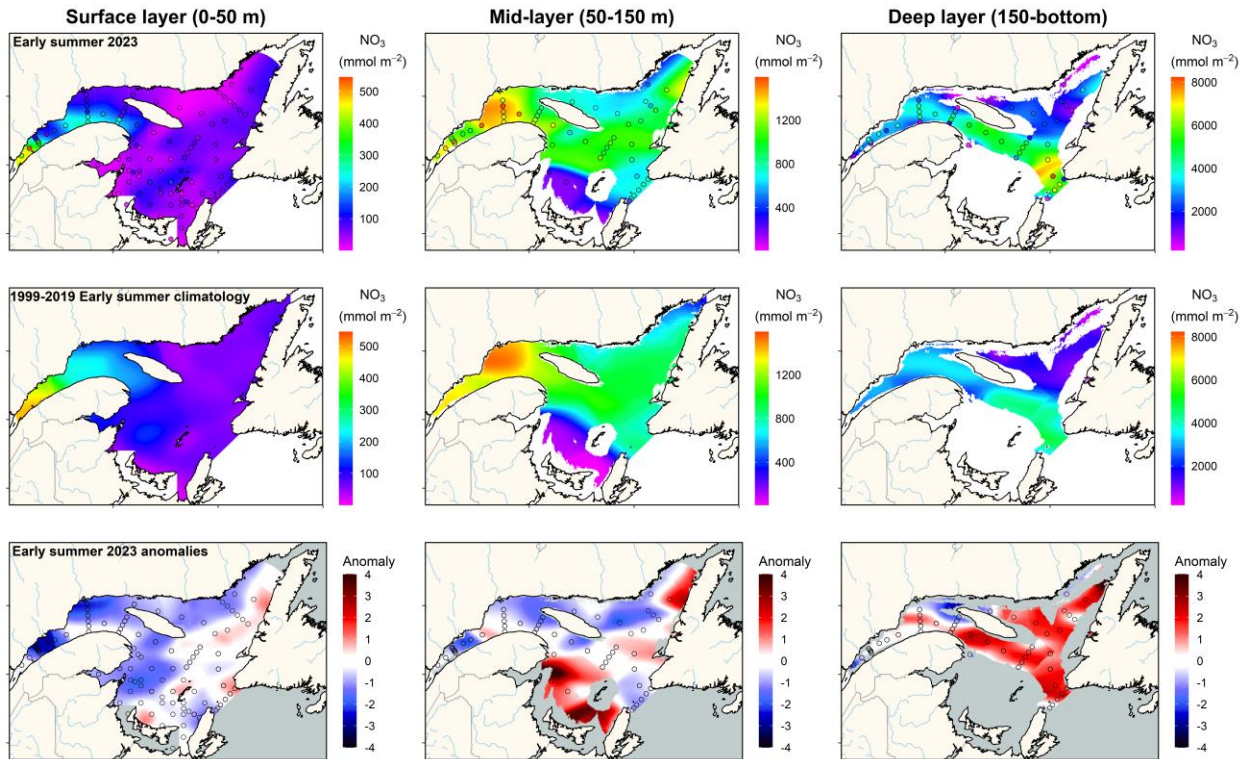 Surface layer (0-50 m)
Mid-layer (50-150 m)
Deep layer (150-bottom)
Early summer 2023
NO₃
(mmol m⁻²)
500
400
300
200
100
NO₃
(mmol m⁻²)
1200
800
400
NO₃
(mmol m⁻²)
8000
6000
4000
2000
1999-2019 Early summer climatology
NO₃
(mmol m⁻²)
500
400
300
200
100
NO₃
(mmol m⁻²)
1200
800
400
NO₃
(mmol m⁻²)
8000
6000
4000
2000
Early summer 2023 anomalies
Anomaly
4
3
2
1
0
-1
-2
-3
-4
Anomaly
4
3
2
1
0
-1
-2
-3
-4
Anomaly
4
3
2
1
0
-1
-2
-3
-4